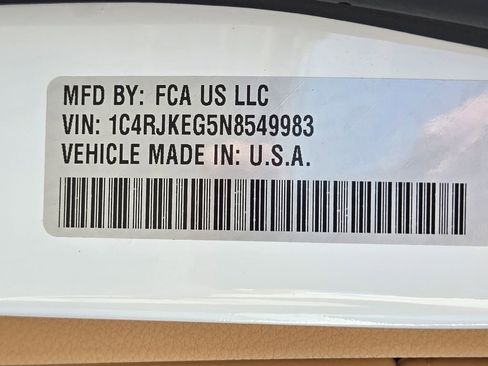 MFD BY: FCA US LLC
VIN: 1C4RJKEG5N8549983
VEHICLE MADE IN: U.S.A.